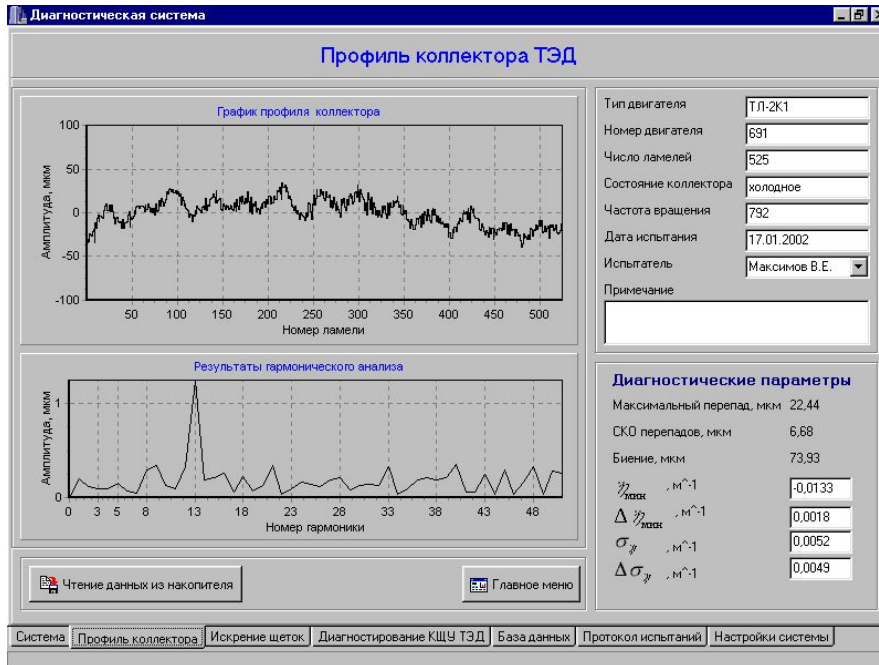 Диагностическая система
Профиль коллектора ТЭД
График профиля коллектора
Амплитуда, мкм
100
50
0
-50
-100
50 100 150 200 250 300 350 400 450 500
Номер ламели
Результаты гармонического анализа
Амплитуда, мкм
1
0
0 3 5 8 13 18 23 28 33 38 43 48
Номер гармоники
Чтение данных из накопителя
Главное меню
Тип двигателя ТЛ-2К1
Номер двигателя 691
Число ламелей 525
Состояние коллектора холодное
Частота вращения 792
Дата испытания 17.01.2002
Испытатель Максимов В.Е.
Примечание
Диагностические параметры
Максимальный перепад, мкм 22,44
СКО перепадов, мкм 6,68
Биение, мкм 73,93
мин , м^-1 -0,0133
Δ мин , м^-1 0,0018
σ , м^-1 0,0052
Δσ , м^-1 0,0049
Система Профиль коллектора Искрение щеток Диагностирование КЩУ ТЭД База данных Протокол испытаний Настройки системы